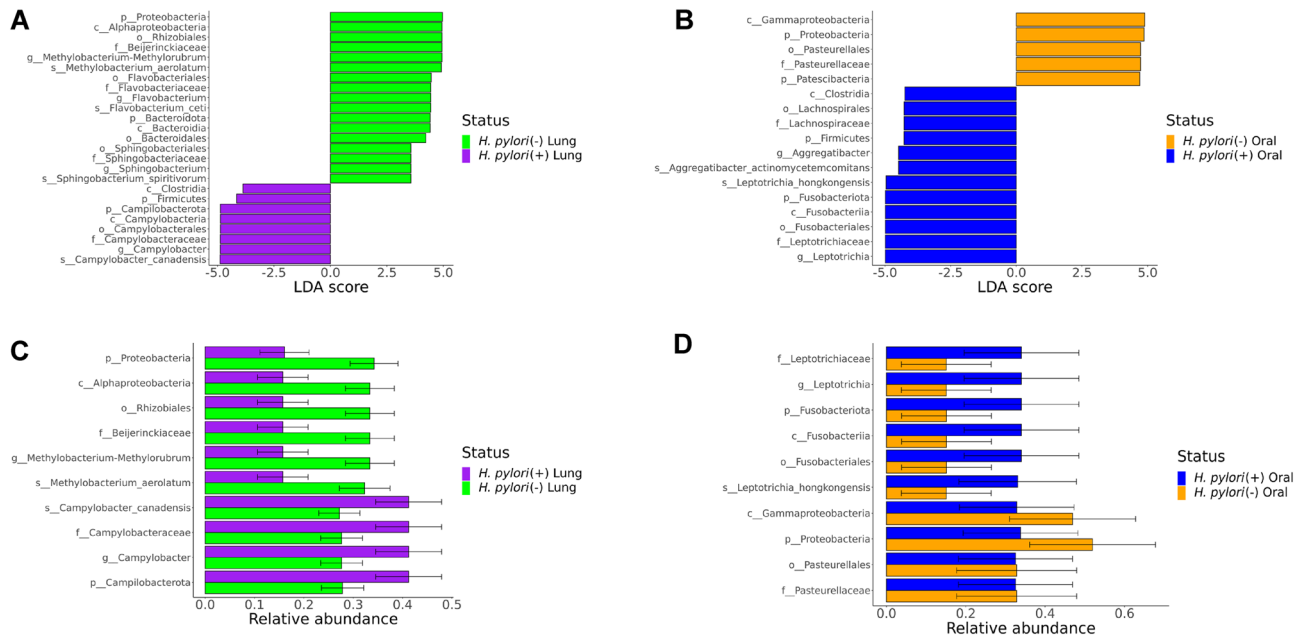 A
p__Proteobacteria
c__Alphaproteobacteria
o__Rhizobiales
f__Beijerinckiaceae
g__Methylobacterium-Methylorubrum
s__Methylobacterium_aerolatum
o__Flavobacteriales
f__Flavobacteriaceae
g__Flavobacterium
s__Flavobacterium_ceti
p__Bacteroidota
c__Bacteroidia
o__Bacteroidales
o__Sphingobacteriales
f__Sphingobacteriaceae
g__Sphingobacterium
s__Sphingobacterium_spiritivorum
c__Clostridia
p__Firmicutes
p__Campilobacterota
c__Campylobacteria
o__Campylobacterales
f__Campylobacteraceae
g__Campylobacter
s__Campylobacter_canadensis
-5.0 -2.5 0.0 2.5 5.0
LDA score
Status
H. pylori(-) Lung
H. pylori(+) Lung
B
c__Gammaproteobacteria
p__Proteobacteria
o__Pasteurellales
f__Pasteurellaceae
p__Patescibacteria
c__Clostridia
o__Lachnospirales
f__Lachnospiraceae
p__Firmicutes
g__Aggregatibacter
s__Aggregatibacter_actinomycetemcomitans
s__Leptotrichia_hongkongensis
p__Fusobacteriota
c__Fusobacteriia
o__Fusobacteriales
f__Leptotrichiaceae
g__Leptotrichia
-5.0 -2.5 0.0 2.5 5.0
LDA score
Status
H. pylori(-) Oral
H. pylori(+) Oral
C
p__Proteobacteria
c__Alphaproteobacteria
o__Rhizobiales
f__Beijerinckiaceae
g__Methylobacterium-Methylorubrum
s__Methylobacterium_aerolatum
s__Campylobacter_canadensis
f__Campylobacteraceae
g__Campylobacter
p__Campilobacterota
0.0 0.1 0.2 0.3 0.4 0.5
Relative abundance
Status
H. pylori(+) Lung
H. pylori(-) Lung
D
f__Leptotrichiaceae
g__Leptotrichia
p__Fusobacteriota
c__Fusobacteriia
o__Fusobacteriales
s__Leptotrichia_hongkongensis
c__Gammaproteobacteria
p__Proteobacteria
o__Pasteurellales
f__Pasteurellaceae
0.0 0.2 0.4 0.6
Relative abundance
Status
H. pylori(+) Oral
H. pylori(-) Oral